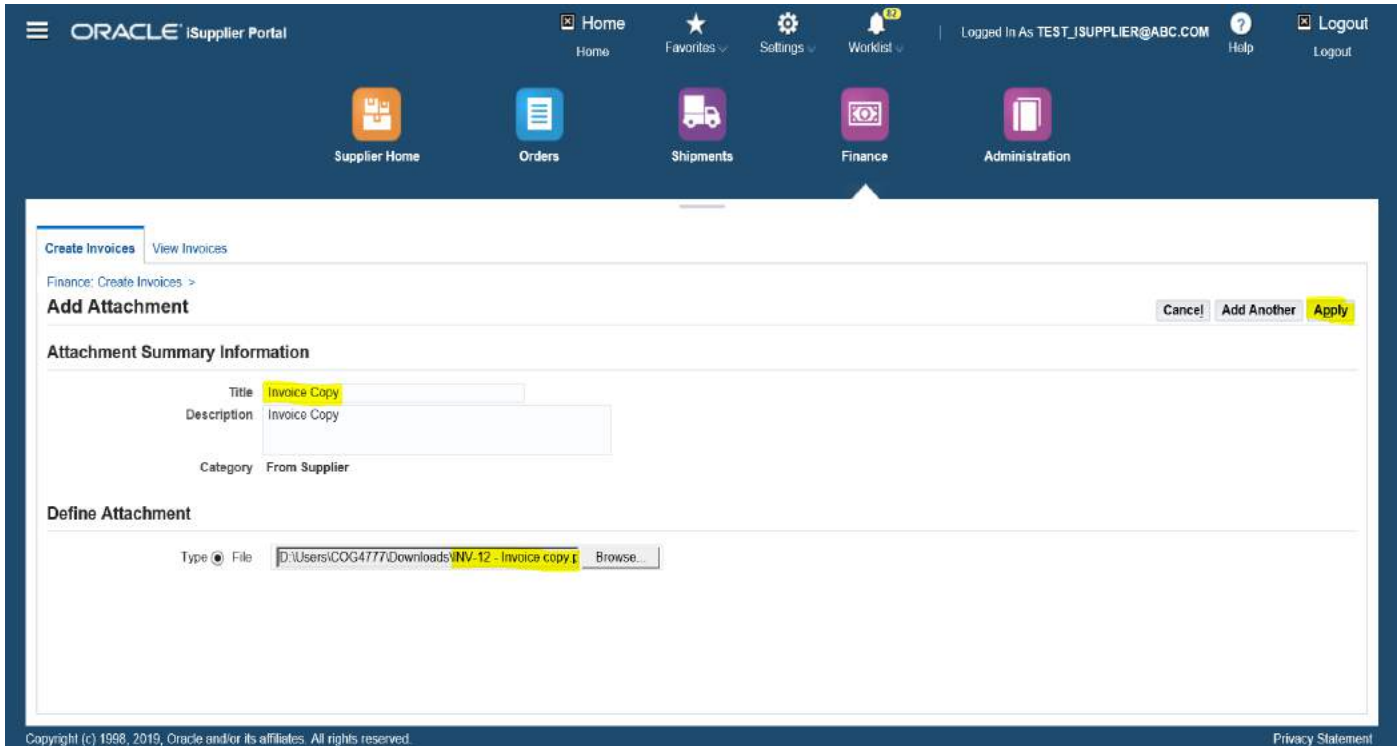 ORACLE iSupplier Portal
Home
Home
Favorites
Settings
82
Worklist
Logged In As TEST_ISUPPLIER@ABC.COM
Help
Logout
Logout
Supplier Home
Orders
Shipments
Finance
Administration
Create Invoices
View Invoices
Finance: Create Invoices >
Add Attachment
Cancel
Add Another
Apply
Attachment Summary Information
Title Invoice Copy
Description Invoice Copy
Category From Supplier
Define Attachment
Type File D:\Users\COG4777\Downloads\INV-12 - Invoice copy.p Browse...
Copyright (c) 1998, 2019, Oracle and/or its affiliates. All rights reserved.
Privacy Statement